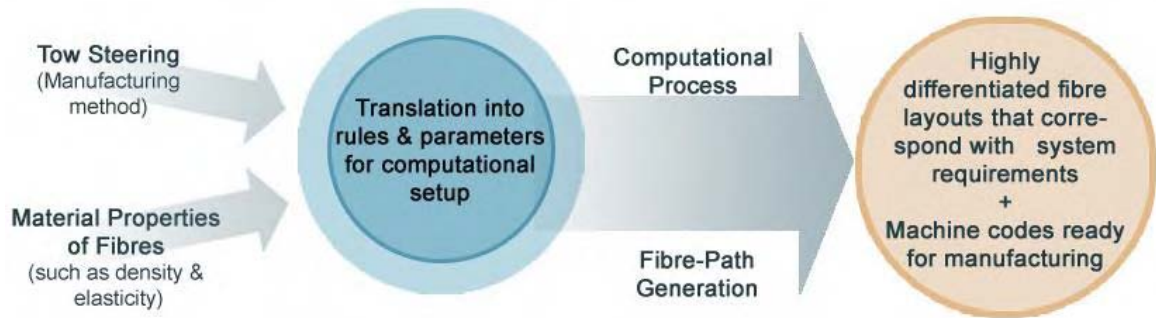 Tow Steering
(Manufacturing
method)
Material Properties
of Fibres
(such as density &
elasticity)
Translation into
rules & parameters
for computational
setup
Computational
Process
Fibre-Path
Generation
Highly
differentiated fibre
layouts that corre-
spond with system
requirements
+
Machine codes ready
for manufacturing